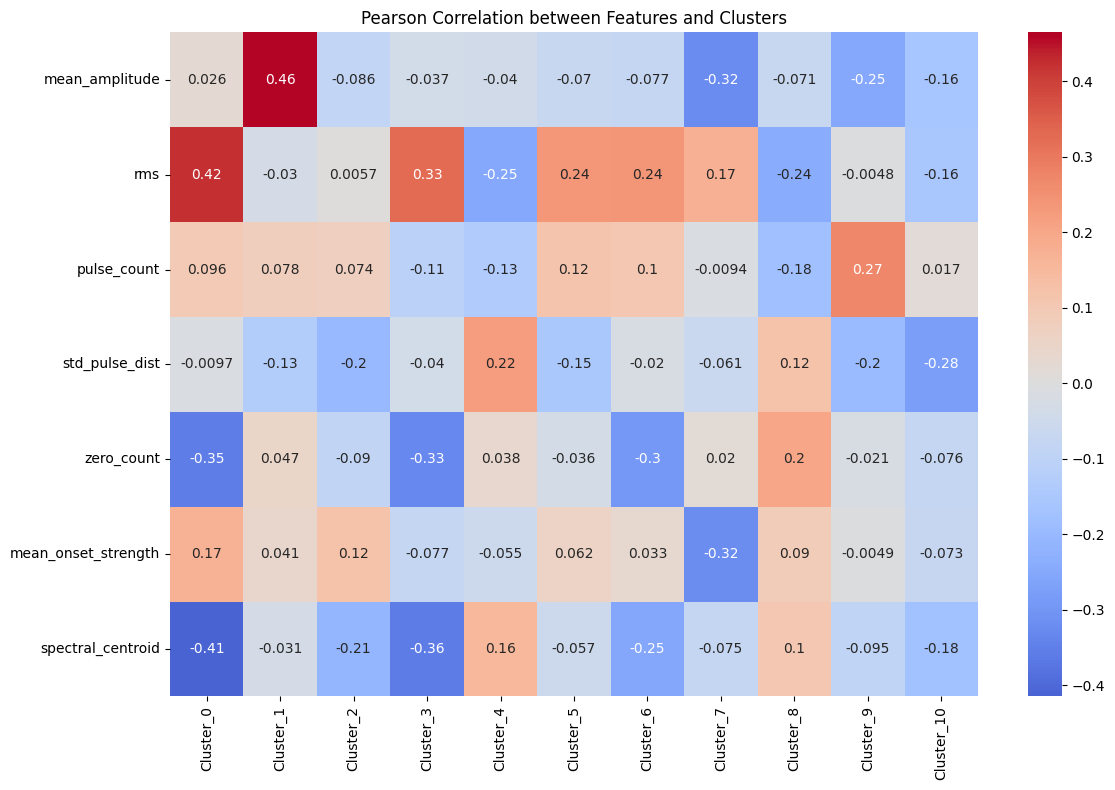 Pearson Correlation between Features and Clusters
mean_amplitude 0.026 0.46 -0.086 -0.037 -0.04 -0.07 -0.077 -0.32 -0.071 -0.25 -0.16
rms 0.42 -0.03 0.0057 0.33 -0.25 0.24 0.24 0.17 -0.24 -0.0048 -0.16
pulse_count 0.096 0.078 0.074 -0.11 -0.13 0.12 0.1 -0.0094 -0.18 0.27 0.017
std_pulse_dist -0.0097 -0.13 -0.2 -0.04 0.22 -0.15 -0.02 -0.061 0.12 -0.2 -0.28
zero_count -0.35 0.047 -0.09 -0.33 0.038 -0.036 -0.3 0.02 0.2 -0.021 -0.076
mean_onset_strength 0.17 0.041 0.12 -0.077 -0.055 0.062 0.033 -0.32 0.09 -0.0049 -0.073
spectral_centroid -0.41 -0.031 -0.21 -0.36 0.16 -0.057 -0.25 -0.075 0.1 -0.095 -0.18
Cluster_0 Cluster_1 Cluster_2 Cluster_3 Cluster_4 Cluster_5 Cluster_6 Cluster_7 Cluster_8 Cluster_9 Cluster_10
0.4
0.3
0.2
0.1
0.0
−0.1
−0.2
−0.3
−0.4